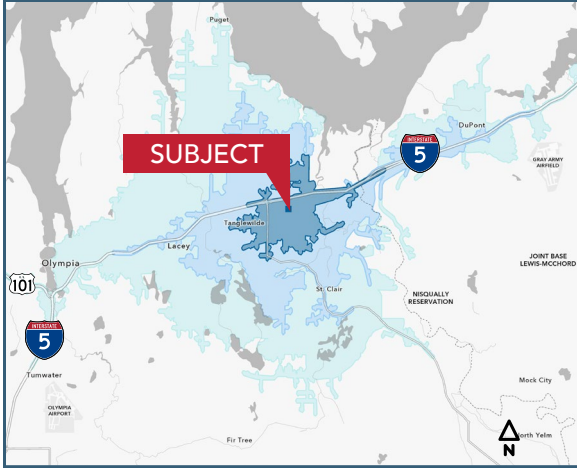 Puget
DuPont
INTERSTATE
5
GRAY ARMY
AIRFIELD
SUBJECT
Tanglewilde
Lacey
JOINT BASE
LEWIS-MCCHORD
Olympia
101
St. Clair
NISQUALLY
RESERVATION
INTERSTATE
5
Tumwater
Mock City
OLYMPIA
AIRPORT
N
North Yelm
Fir Tree